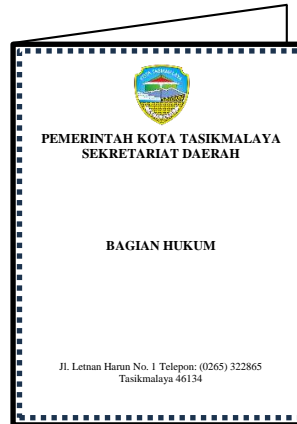 PEMERINTAH KOTA TASIKMALAYA
SEKRETARIAT DAERAH
BAGIAN HUKUM
Jl. Letnan Harun No. 1 Telepon: (0265) 322865
Tasikmalaya 46134